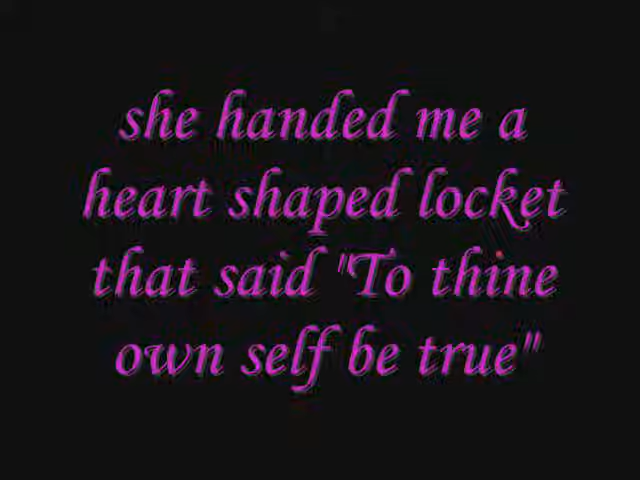 she handed me a
heart shaped locket
that said "To thine
own self be true"